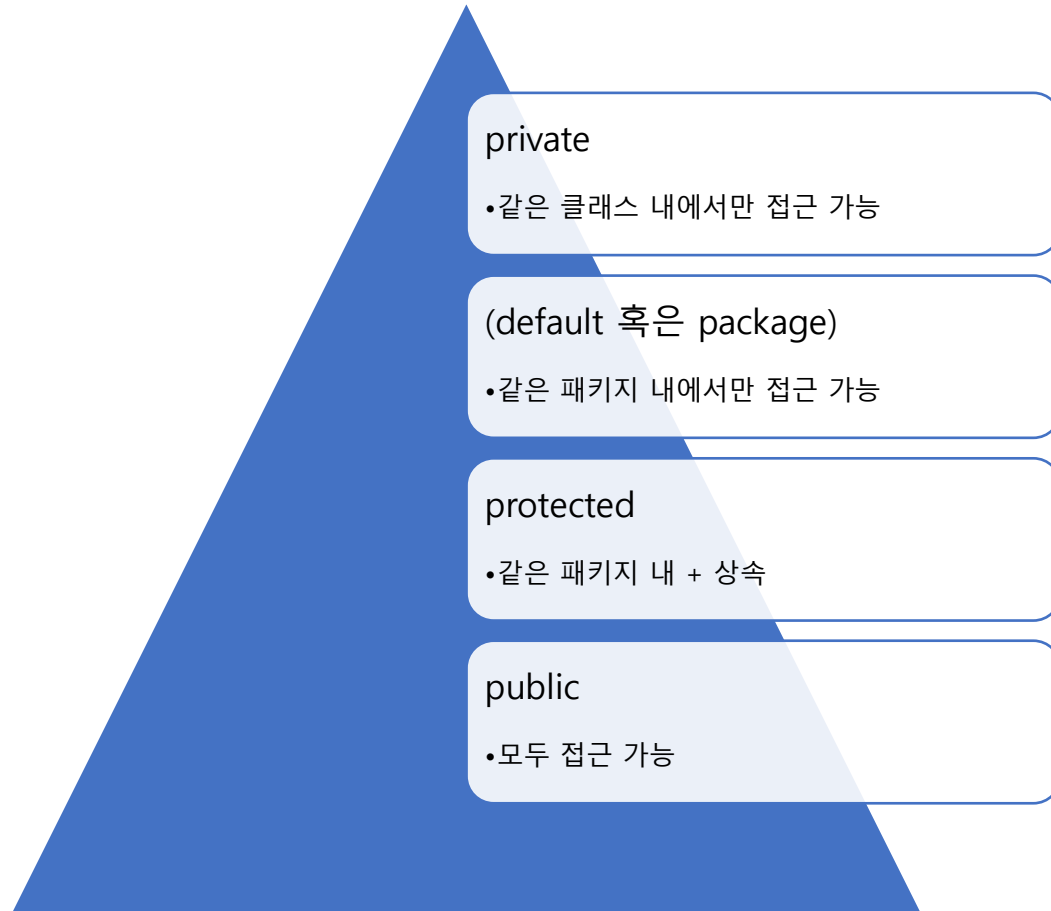 private
•같은 클래스 내에서만 접근 가능
(default 혹은 package)
•같은 패키지 내에서만 접근 가능
protected
•같은 패키지 내 + 상속
public
•모두 접근 가능